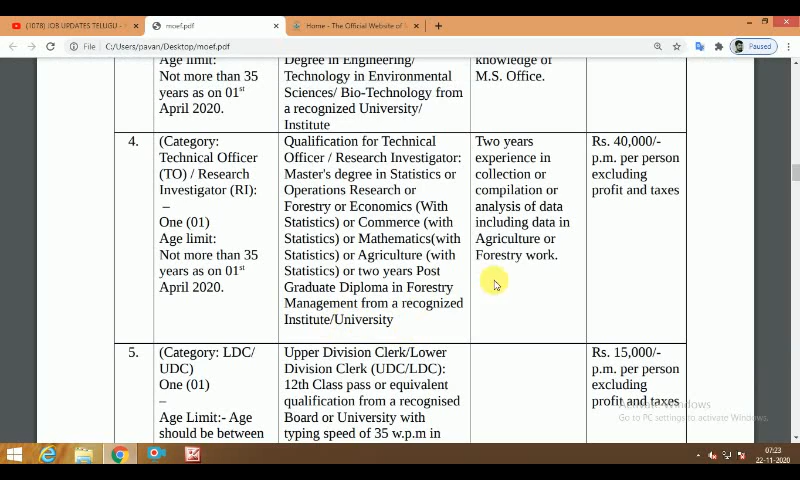 (1078) JOB UPDATES TELUGU -
moef.pdf
Home - The Official Website of
File
C:/Users/pavan/Desktop/moef.pdf
Paused
Age limit:
Not more than 35
years as on 01st
April 2020.
Degree in Engineering/
Technology in Environmental
Sciences/ Bio-Technology from
a recognized University/
Institute
knowledge of
M.S. Office.
4.
(Category:
Technical Officer
(TO) / Research
Investigator (RI):
–
One (01)
Age limit:
Not more than 35
years as on 01st
April 2020.
Qualification for Technical
Officer / Research Investigator:
Master's degree in Statistics or
Operations Research or
Forestry or Economics (With
Statistics) or Commerce (with
Statistics) or Mathematics(with
Statistics) or Agriculture (with
Statistics) or two years Post
Graduate Diploma in Forestry
Management from a recognized
Institute/University
Two years
experience in
collection or
compilation or
analysis of data
including data in
Agriculture or
Forestry work.
Rs. 40,000/-
p.m. per person
excluding
profit and taxes
5.
(Category: LDC/
UDC)
One (01)
–
Age Limit:- Age
should be between
Upper Division Clerk/Lower
Division Clerk (UDC/LDC):
12th Class pass or equivalent
qualification from a recognised
Board or University with
typing speed of 35 w.p.m in
Rs. 15,000/-
p.m. per person
excluding
profit and taxes
Activate Windows
Go to PC settings to activate Windows.
07:23
22-11-2020